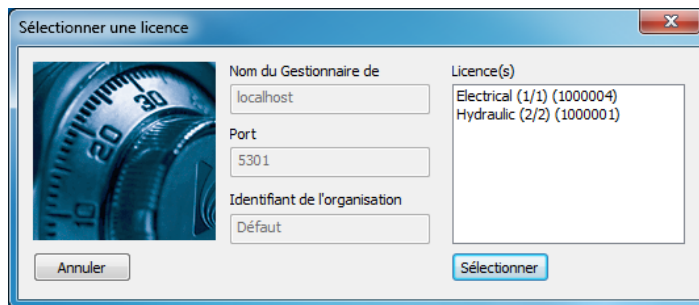 Sélectionner une licence
Nom du Gestionnaire de
localhost
Port
5301
Identifiant de l'organisation
Défaut
Annuler
Licence(s)
Electrical (1/1) (1000004)
Hydraulic (2/2) (1000001)
Sélectionner